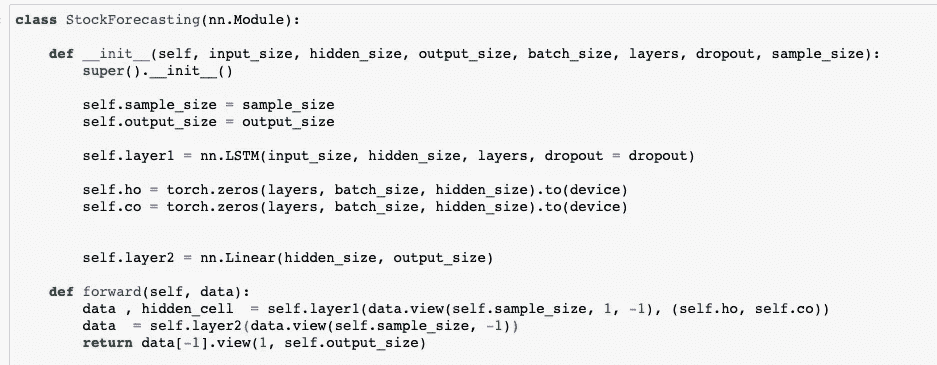 class StockForecasting(nn.Module):
def __init__(self, input_size, hidden_size, output_size, batch_size, layers, dropout, sample_size):
super().__init__()
self.sample_size = sample_size
self.output_size = output_size
self.layer1 = nn.LSTM(input_size, hidden_size, layers, dropout = dropout)
self.ho = torch.zeros(layers, batch_size, hidden_size).to(device)
self.co = torch.zeros(layers, batch_size, hidden_size).to(device)
self.layer2 = nn.Linear(hidden_size, output_size)
def forward(self, data):
data , hidden_cell  = self.layer1(data.view(self.sample_size, 1, -1), (self.ho, self.co))
data  = self.layer2(data.view(self.sample_size, -1))
return data[-1].view(1, self.output_size)